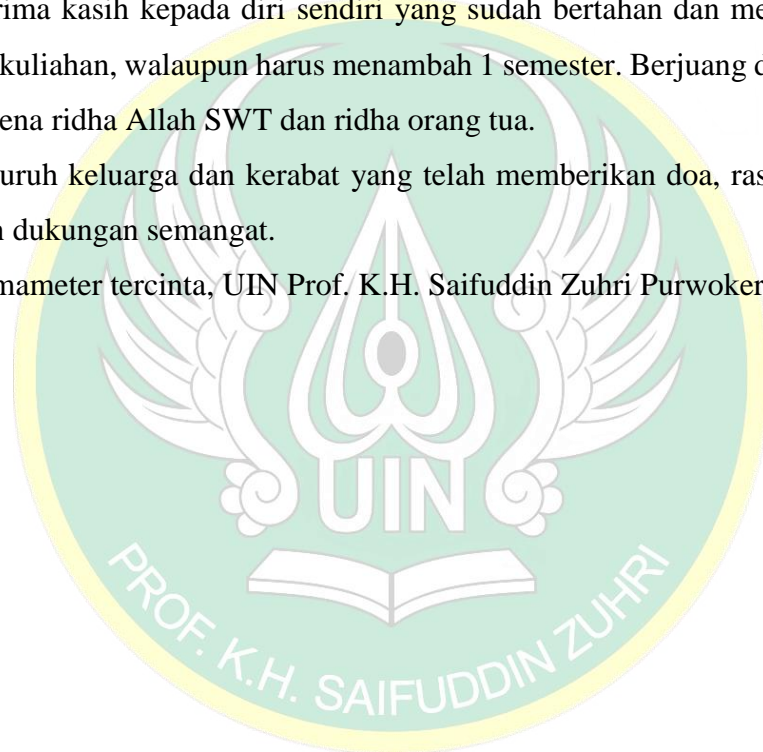 rima kasih kepada diri sendiri yang sudah bertahan dan me
kuliahan, walaupun harus menambah 1 semester. Berjuang d
ena ridha Allah SWT dan ridha orang tua.
uruh keluarga dan kerabat yang telah memberikan doa, ras
n dukungan semangat.
mameter tercinta, UIN Prof. K.H. Saifuddin Zuhri Purwoker
UIN
PROF. K.H. SAIFUDDIN ZUHRI